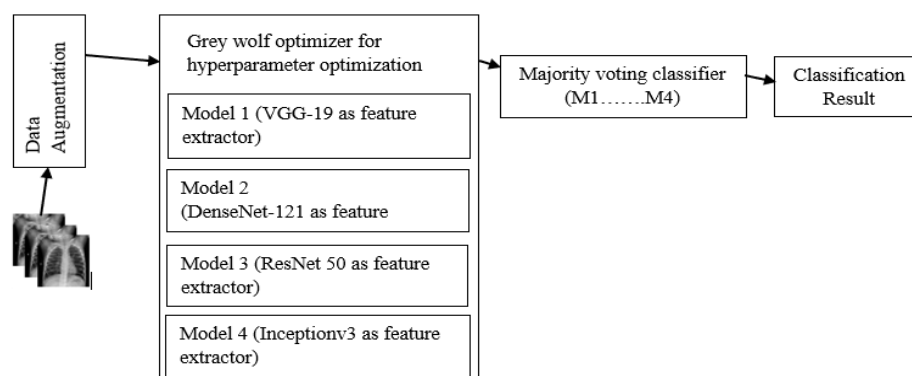 Data
Augmentation
Grey wolf optimizer for
hyperparameter optimization
Model 1 (VGG-19 as feature
extractor)
Model 2
(DenseNet-121 as feature
Model 3 (ResNet 50 as feature
extractor)
Model 4 (Inceptionv3 as feature
extractor)
Majority voting classifier
(M1…….M4)
Classification
Result